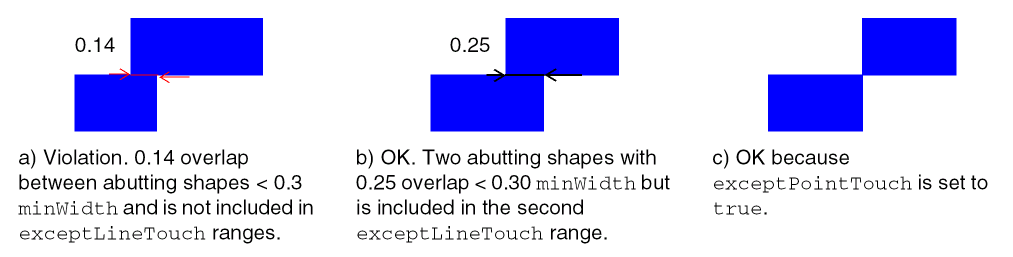 0.14
0.25
a) Violation. 0.14 overlap
between abutting shapes < 0.3
minWidth and is not included in
exceptLineTouch ranges.
b) OK. Two abutting shapes with
0.25 overlap < 0.30 minWidth but
is included in the second
exceptLineTouch range.
c) OK because
exceptPointTouch is set to
true.